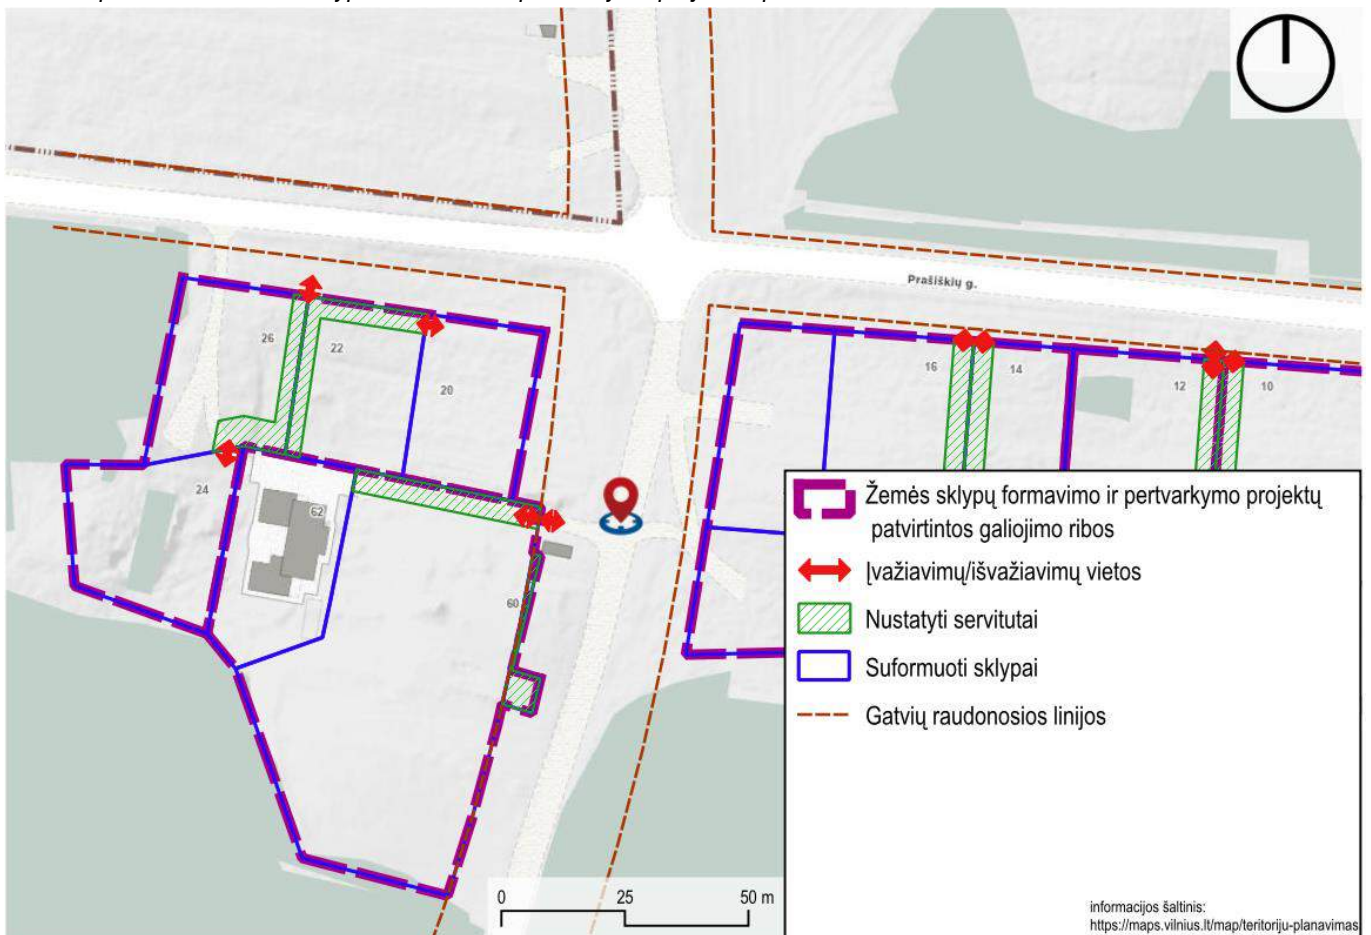 Prašiškių g.
26
22
20
16
14
12
10
24
62
60
Žemės sklypų formavimo ir pertvarkymo projektų
patvirtintos galiojimo ribos
Įvažiavimų/išvažiavimų vietos
Nustatyti servitutai
Suformuoti sklypai
Gatvių raudonosios linijos
0 25 50 m
informacijos šaltinis:
https://maps.vilnius.lt/map/teritoriju-planavimas